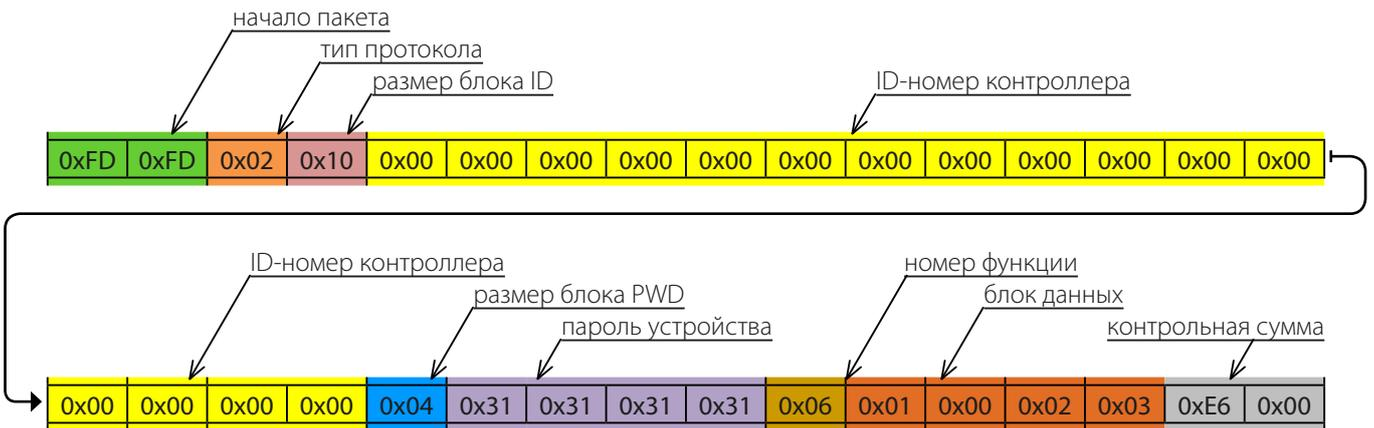 начало пакета
тип протокола
размер блока ID
ID-номер контроллера
0xFD 0xFD 0x02 0x10 0x00 0x00 0x00 0x00 0x00 0x00 0x00 0x00 0x00 0x00 0x00 0x00
ID-номер контроллера
номер функции
размер блока PWD
блок данных
пароль устройства
контрольная сумма
0x00 0x00 0x00 0x00 0x04 0x31 0x31 0x31 0x31 0x06 0x01 0x00 0x02 0x03 0xE6 0x00